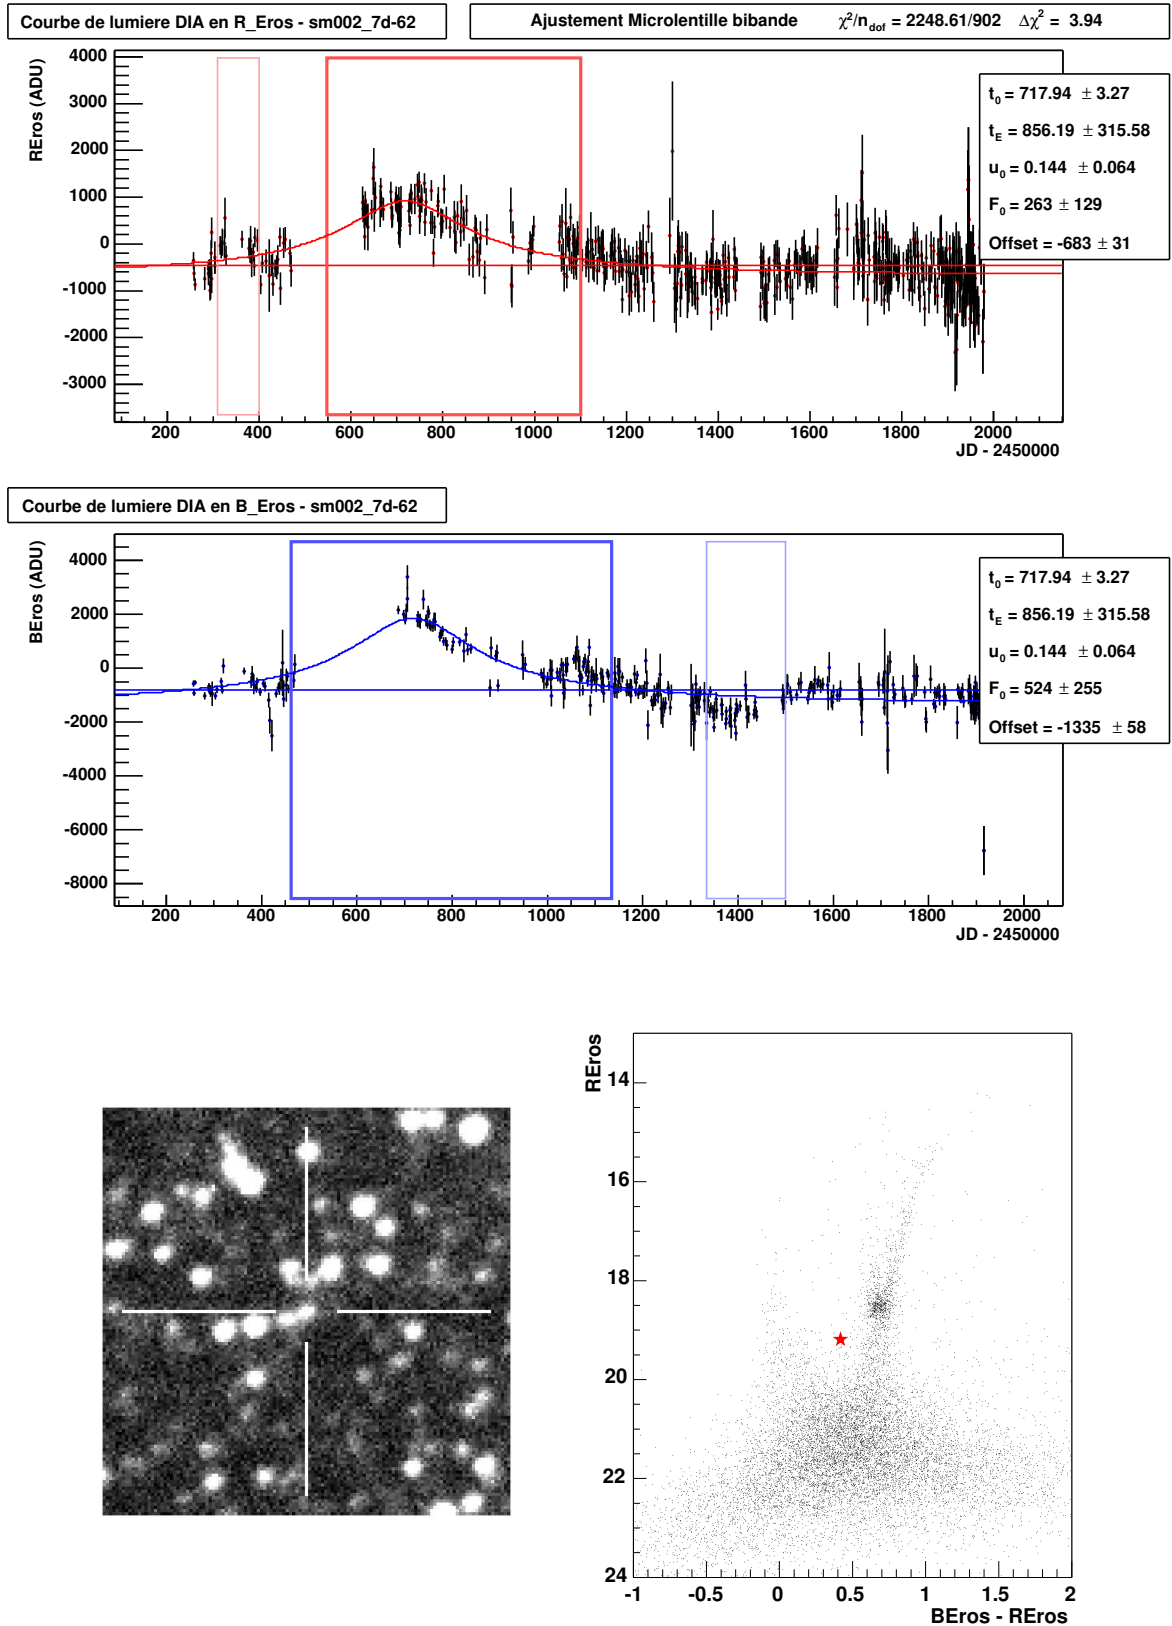 Courbe de lumiere DIA en R_Eros - sm002_7d-62
Ajustement Microlentille bibande χ²/n_dof = 2248.61/902 Δχ² = 3.94
REros (ADU)
4000
3000
2000
1000
0
-1000
-2000
-3000
200 400 600 800 1000 1200 1400 1600 1800 2000
JD - 2450000
t_0 = 717.94 ± 3.27
t_E = 856.19 ± 315.58
u_0 = 0.144 ± 0.064
F_0 = 263 ± 129
Offset = -683 ± 31
Courbe de lumiere DIA en B_Eros - sm002_7d-62
BEros (ADU)
4000
2000
0
-2000
-4000
-6000
-8000
200 400 600 800 1000 1200 1400 1600 1800 2000
JD - 2450000
t_0 = 717.94 ± 3.27
t_E = 856.19 ± 315.58
u_0 = 0.144 ± 0.064
F_0 = 524 ± 255
Offset = -1335 ± 58
REros
14
16
18
20
22
24
-1 -0.5 0 0.5 1 1.5 2
BEros - REros